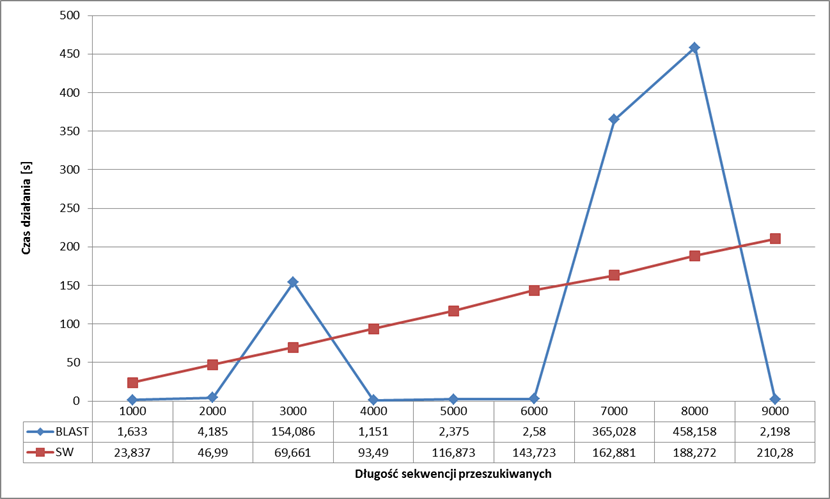 500
450
400
350
300
250
200
150
100
50
0
Czas działania [s]
1000 2000 3000 4000 5000 6000 7000 8000 9000
BLAST 1,633 4,185 154,086 1,151 2,375 2,58 365,028 458,158 2,198
SW 23,837 46,99 69,661 93,49 116,873 143,723 162,881 188,272 210,28
Długość sekwencji przeszukiwanych